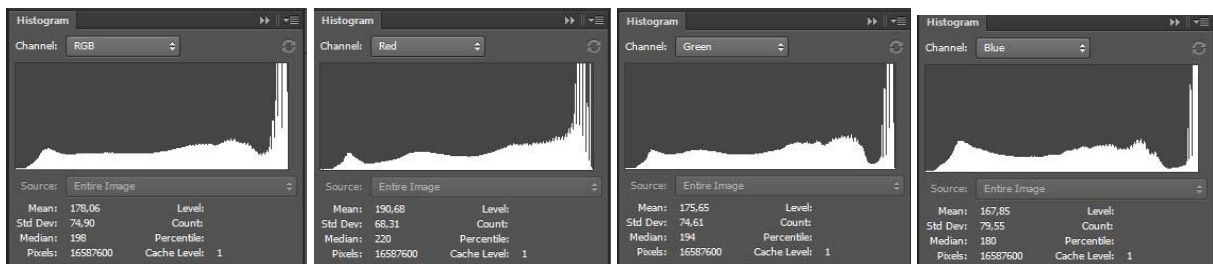 Histogram
Channel: RGB
Source: Entire Image
Mean: 178,06 Level:
Std Dev: 74,90 Count:
Median: 198 Percentile:
Pixels: 16587600 Cache Level: 1
Histogram
Channel: Red
Source: Entire Image
Mean: 190,68 Level:
Std Dev: 68,31 Count:
Median: 220 Percentile:
Pixels: 16587600 Cache Level: 1
Histogram
Channel: Green
Source: Entire Image
Mean: 175,65 Level:
Std Dev: 74,61 Count:
Median: 194 Percentile:
Pixels: 16587600 Cache Level: 1
Histogram
Channel: Blue
Source: Entire Image
Mean: 167,85 Level:
Std Dev: 79,55 Count:
Median: 180 Percentile:
Pixels: 16587600 Cache Level: 1